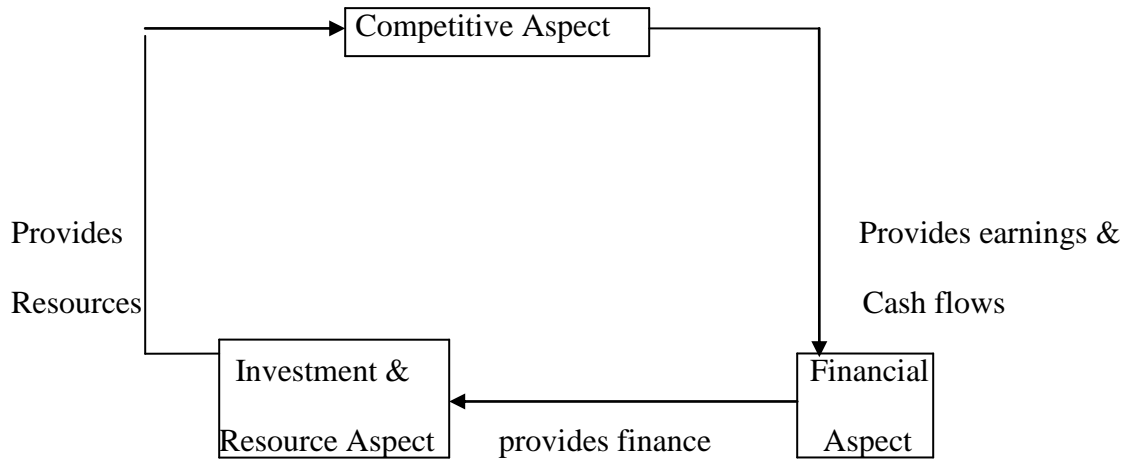 Competitive Aspect
Provides
Resources
Provides earnings &
Cash flows
Investment &
Resource Aspect
provides finance
Financial
Aspect